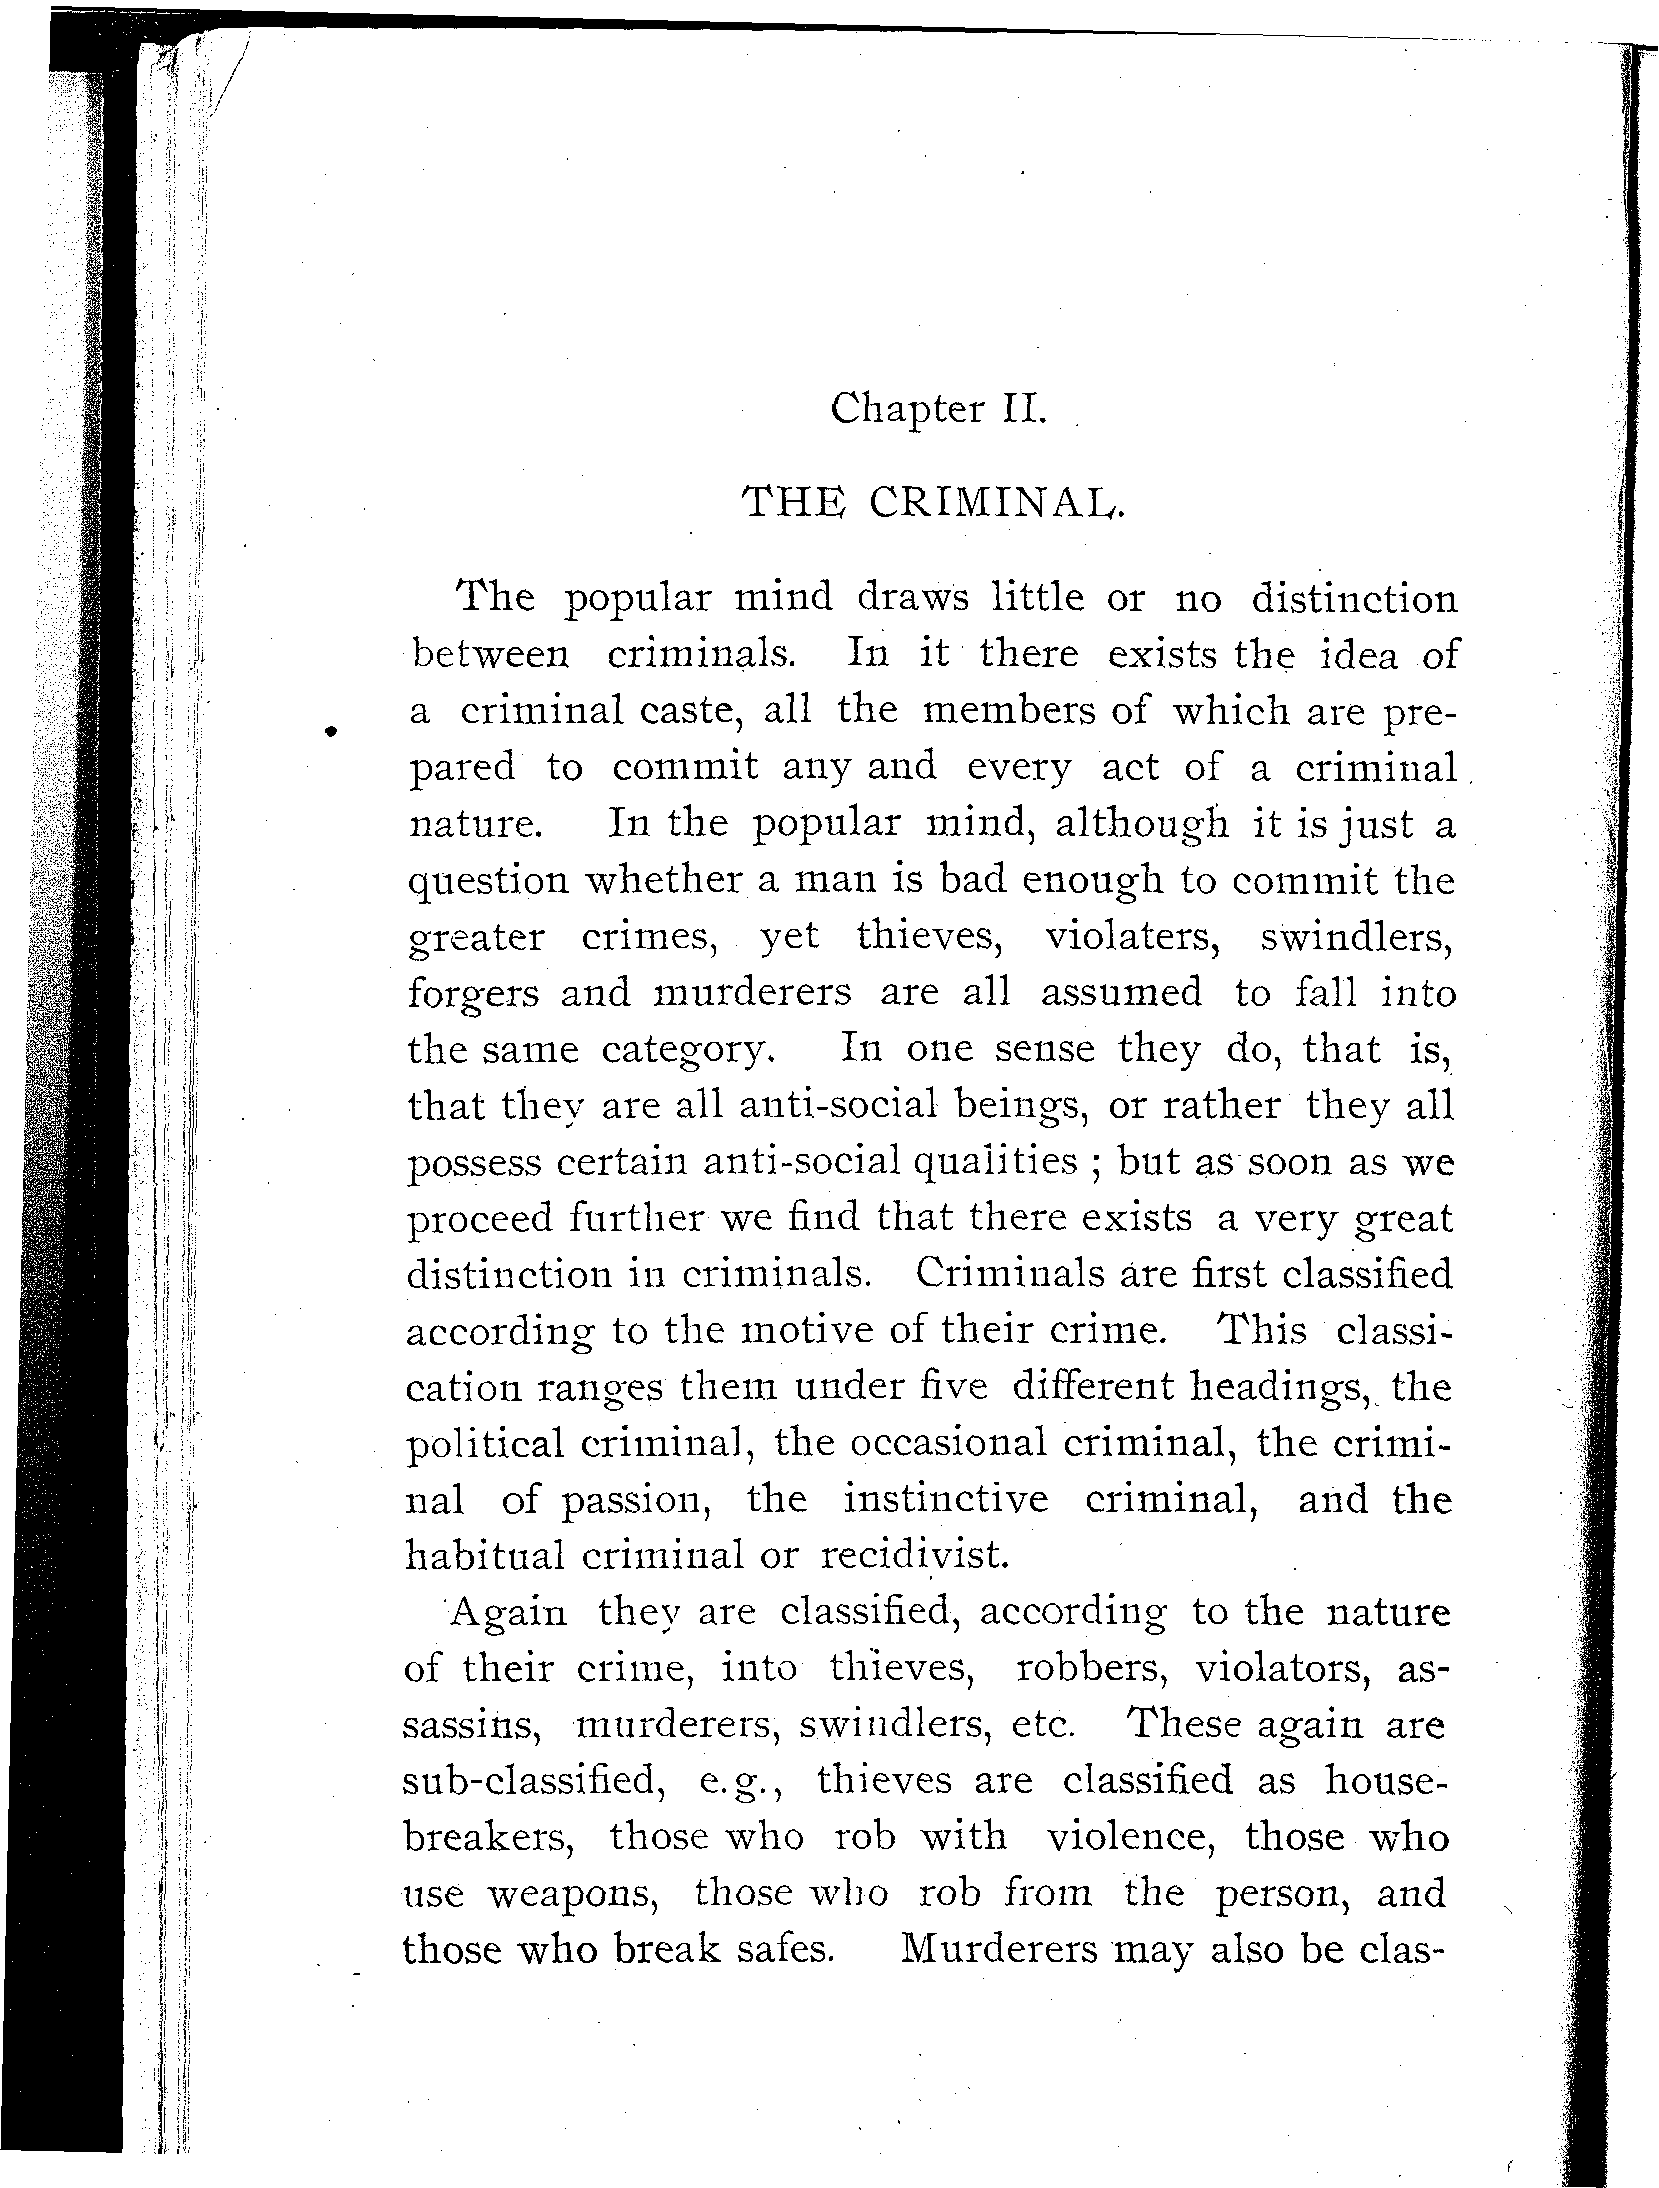 Chapter II.
THE CRIMINAL.
The popular mind draws little or no distinction
between criminals. In it there exists the idea of
a criminal caste, all the members of which are pre-
pared to commit any and every act of a criminal
nature. In the popular mind, although it is just a
question whether a man is bad enough to commit the
greater crimes, yet thieves, violaters, swindlers,
forgers and murderers are all assumed to fall into
the same category. In one sense they do, that is,
that they are all anti-social beings, or rather they all
possess certain anti-social qualities ; but as soon as we
proceed further we find that there exists a very great
distinction in criminals. Criminals are first classified
according to the motive of their crime. This classi-
cation ranges them under five different headings, the
political criminal, the occasional criminal, the crimi-
nal of passion, the instinctive criminal, and the
habitual criminal or recidivist.
Again they are classified, according to the nature
of their crime, into thieves, robbers, violators, as-
sassins, murderers, swindlers, etc. These again are
sub-classified, e.g., thieves are classified as house-
breakers, those who rob with violence, those who
use weapons, those who rob from the person, and
those who break safes. Murderers may also be clas-